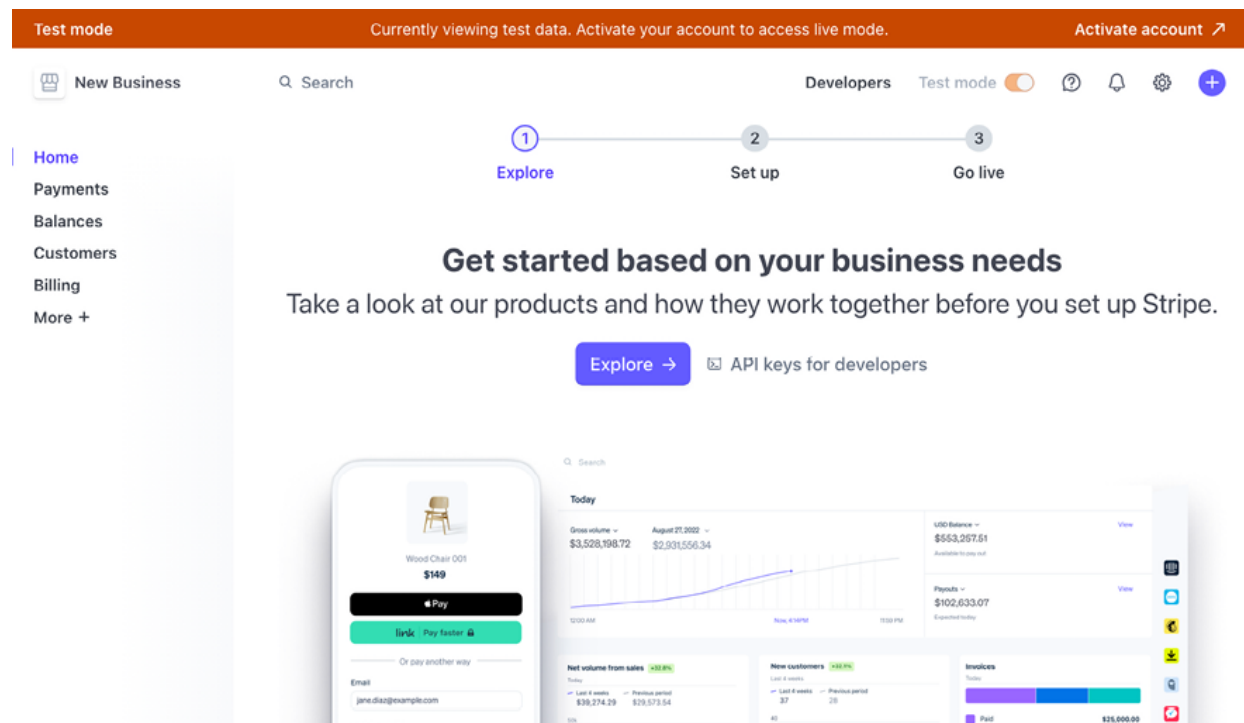 Test mode
Currently viewing test data. Activate your account to access live mode.
Activate account
New Business
Search
Developers
Test mode
1
2
3
Explore
Set up
Go live
Home
Payments
Balances
Customers
Billing
More +
Get started based on your business needs
Take a look at our products and how they work together before you set up Stripe.
Explore →
API keys for developers
Wood Chair 001
$149
Pay
link Pay faster
Or pay another way
Email
jane.diaz@example.com
Search
Today
Gross volume
August 27, 2022
$3,528,198.72
$2,931,556.34
12:00 AM
Now, 4:14PM
11:59 PM
USD Balance
View
$553,257.51
Available to pay out
Payouts
View
$102,633.07
Expected today
Net volume from sales +32.8%
Today
Last 4 weeks
Previous period
$39,274.29
$29,573.54
50k
New customers
Last 4 weeks
Last 4 weeks
Previous period
37
28
40
Invoices
Today
Paid
$25,000.00